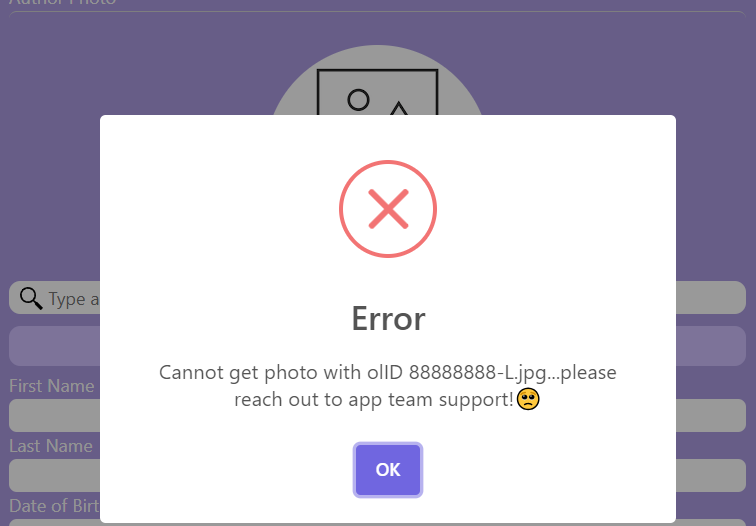 Author Photo
Type a
Error
Cannot get photo with olID 88888888-L.jpg...please
reach out to app team support!🥺
OK
First Name
Last Name
Date of Birt